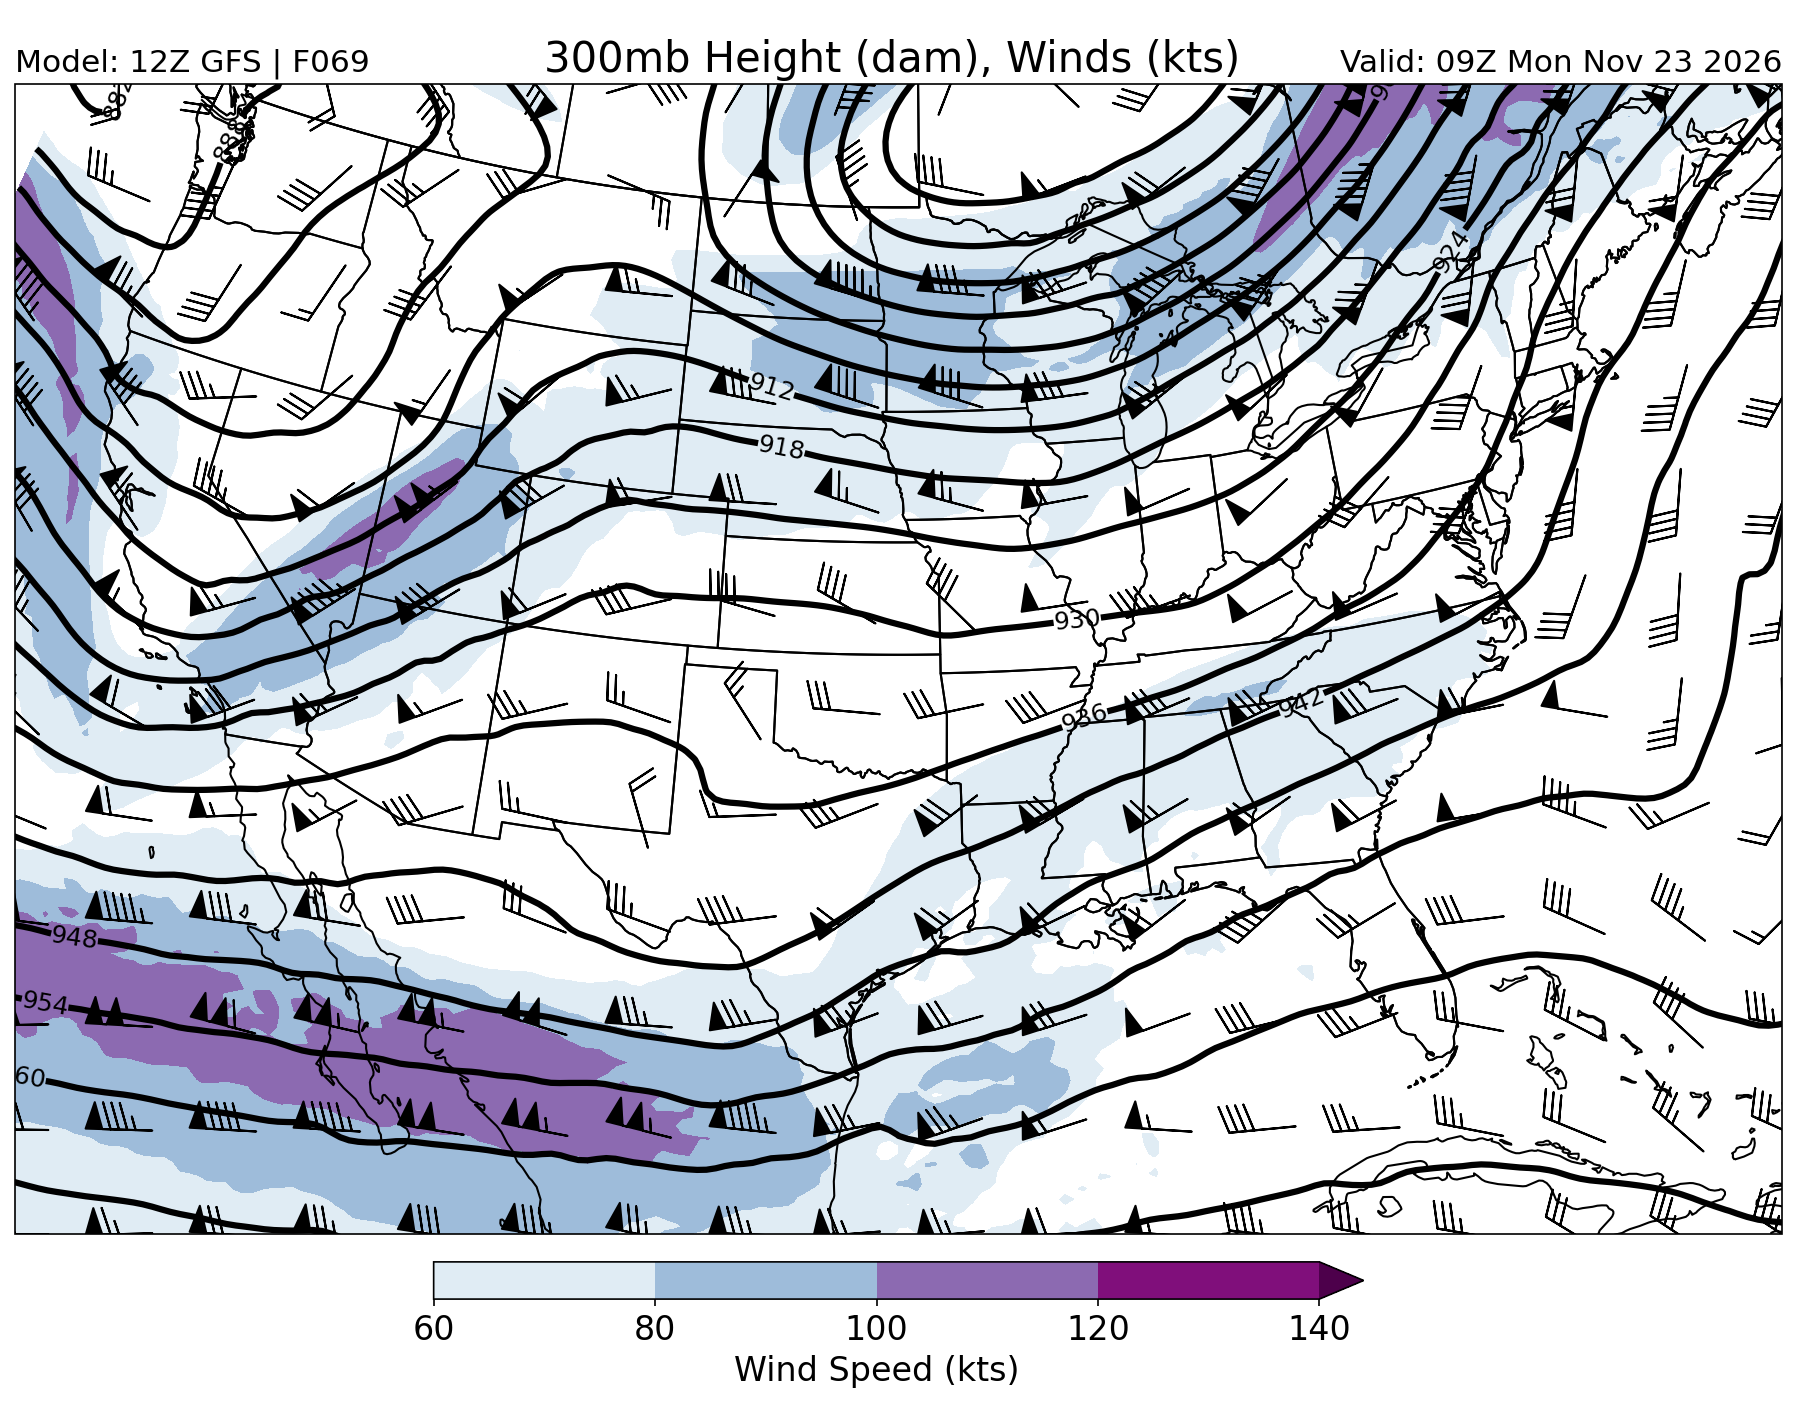 Model: 12Z GFS | F069
300mb Height (dam), Winds (kts)
Valid: 09Z Mon Nov 23 2026
924
912
918
930
936
942
948
954
60
60 80 100 120 140
Wind Speed (kts)